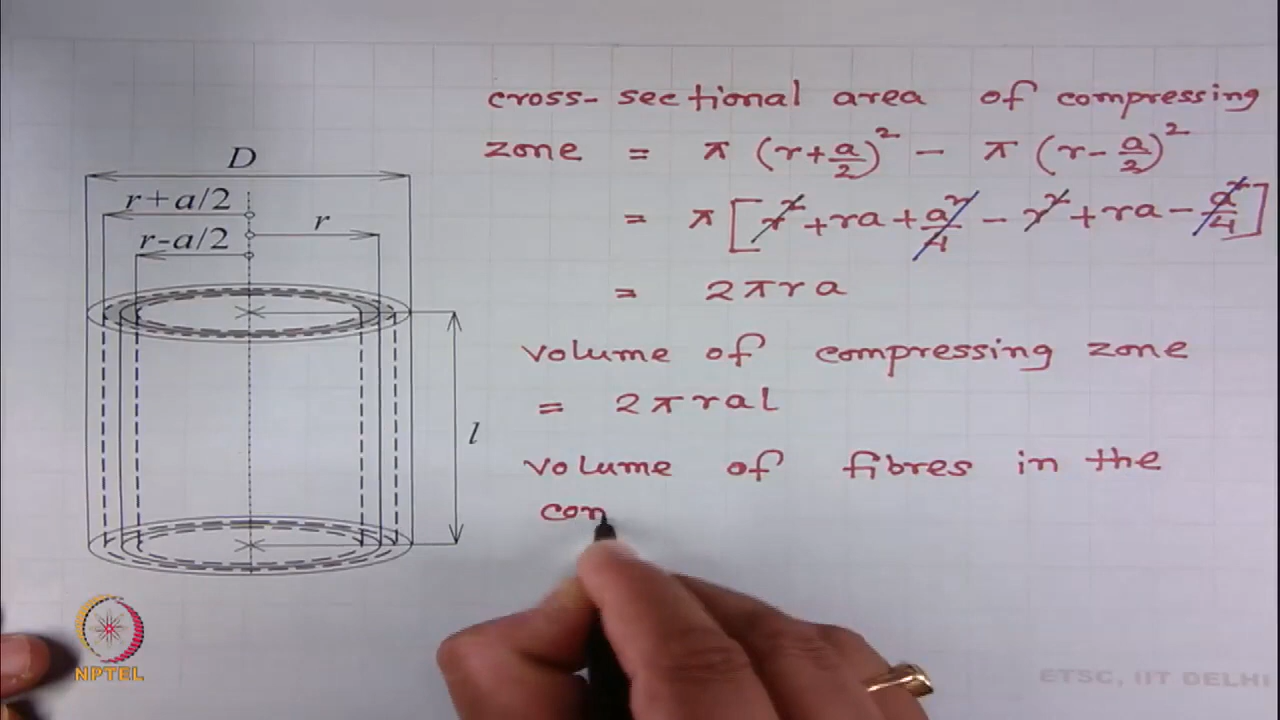 cross-sectional area of compressing
zone = π (r+a/2)² - π (r-a/2)²
= π [r² + ra + a²/4 - r² + ra - a²/4]
= 2πra
volume of compressing zone
= 2πral
volume of fibres in the
com
D
r+a/2
r
r-a/2
l
NPTEL
ETSC, IIT DELHI